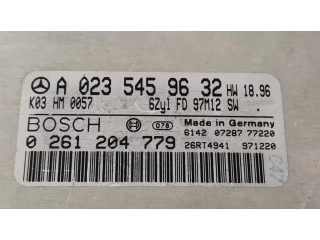 A 023 545 96 32 HW 18.96
K03 HM 0057 6Zyl FD 97M12 SW .
BOSCH 078 Made in Germany
6142 07287 77220
0 261 204 779 26RT4941 971220